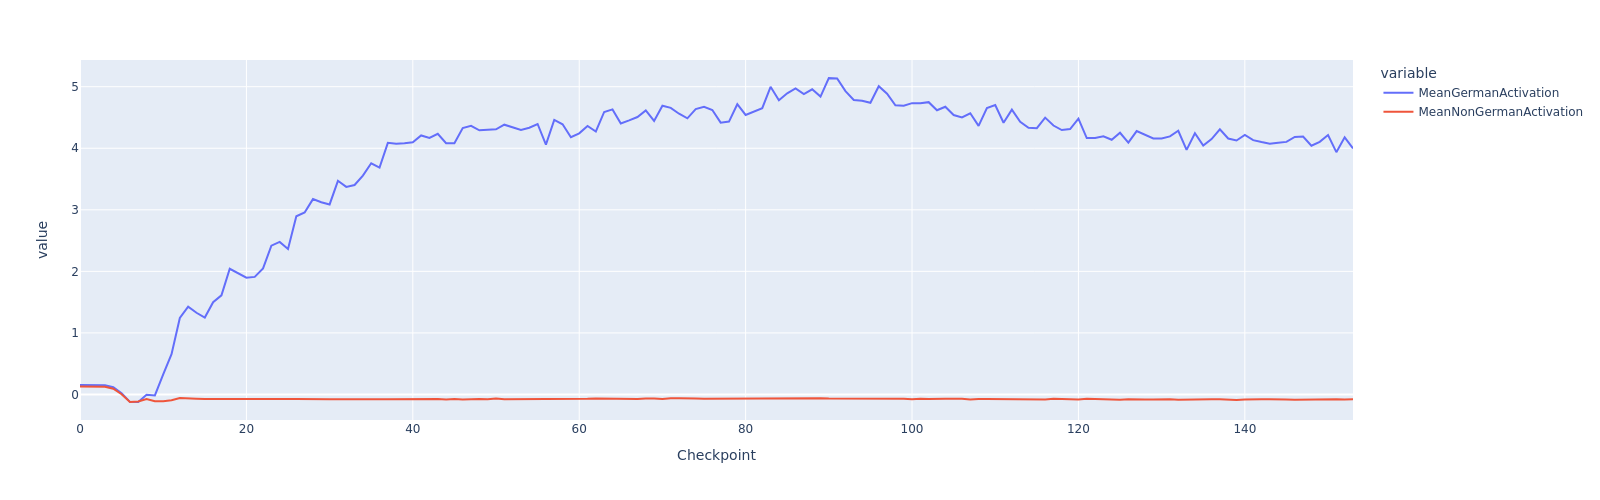 variable
MeanGermanActivation
MeanNonGermanActivation
5
4
3
2
1
0
value
0 20 40 60 80 100 120 140
Checkpoint